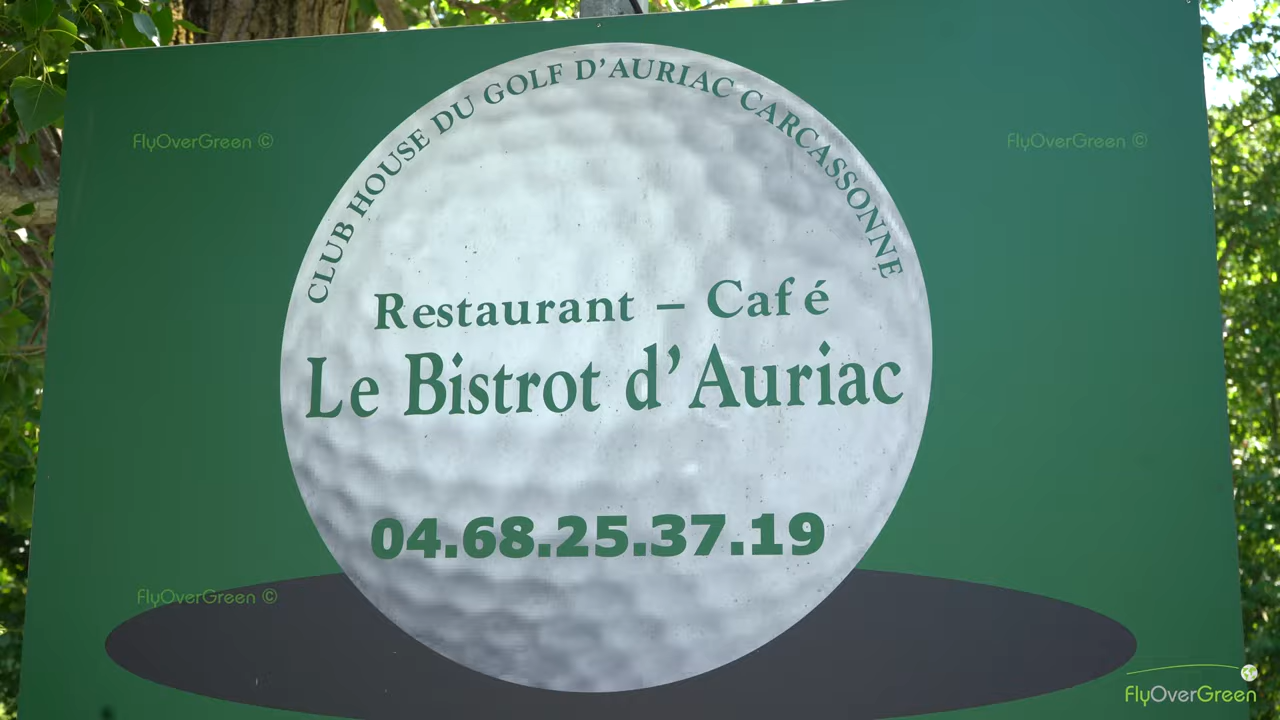 CLUB HOUSE DU GOLF D'AURIAC CARCASSONNE
FlyOverGreen ©
FlyOverGreen ©
Restaurant – Café
Le Bistrot d'Auriac
04.68.25.37.19
FlyOverGreen ©
FlyOverGreen